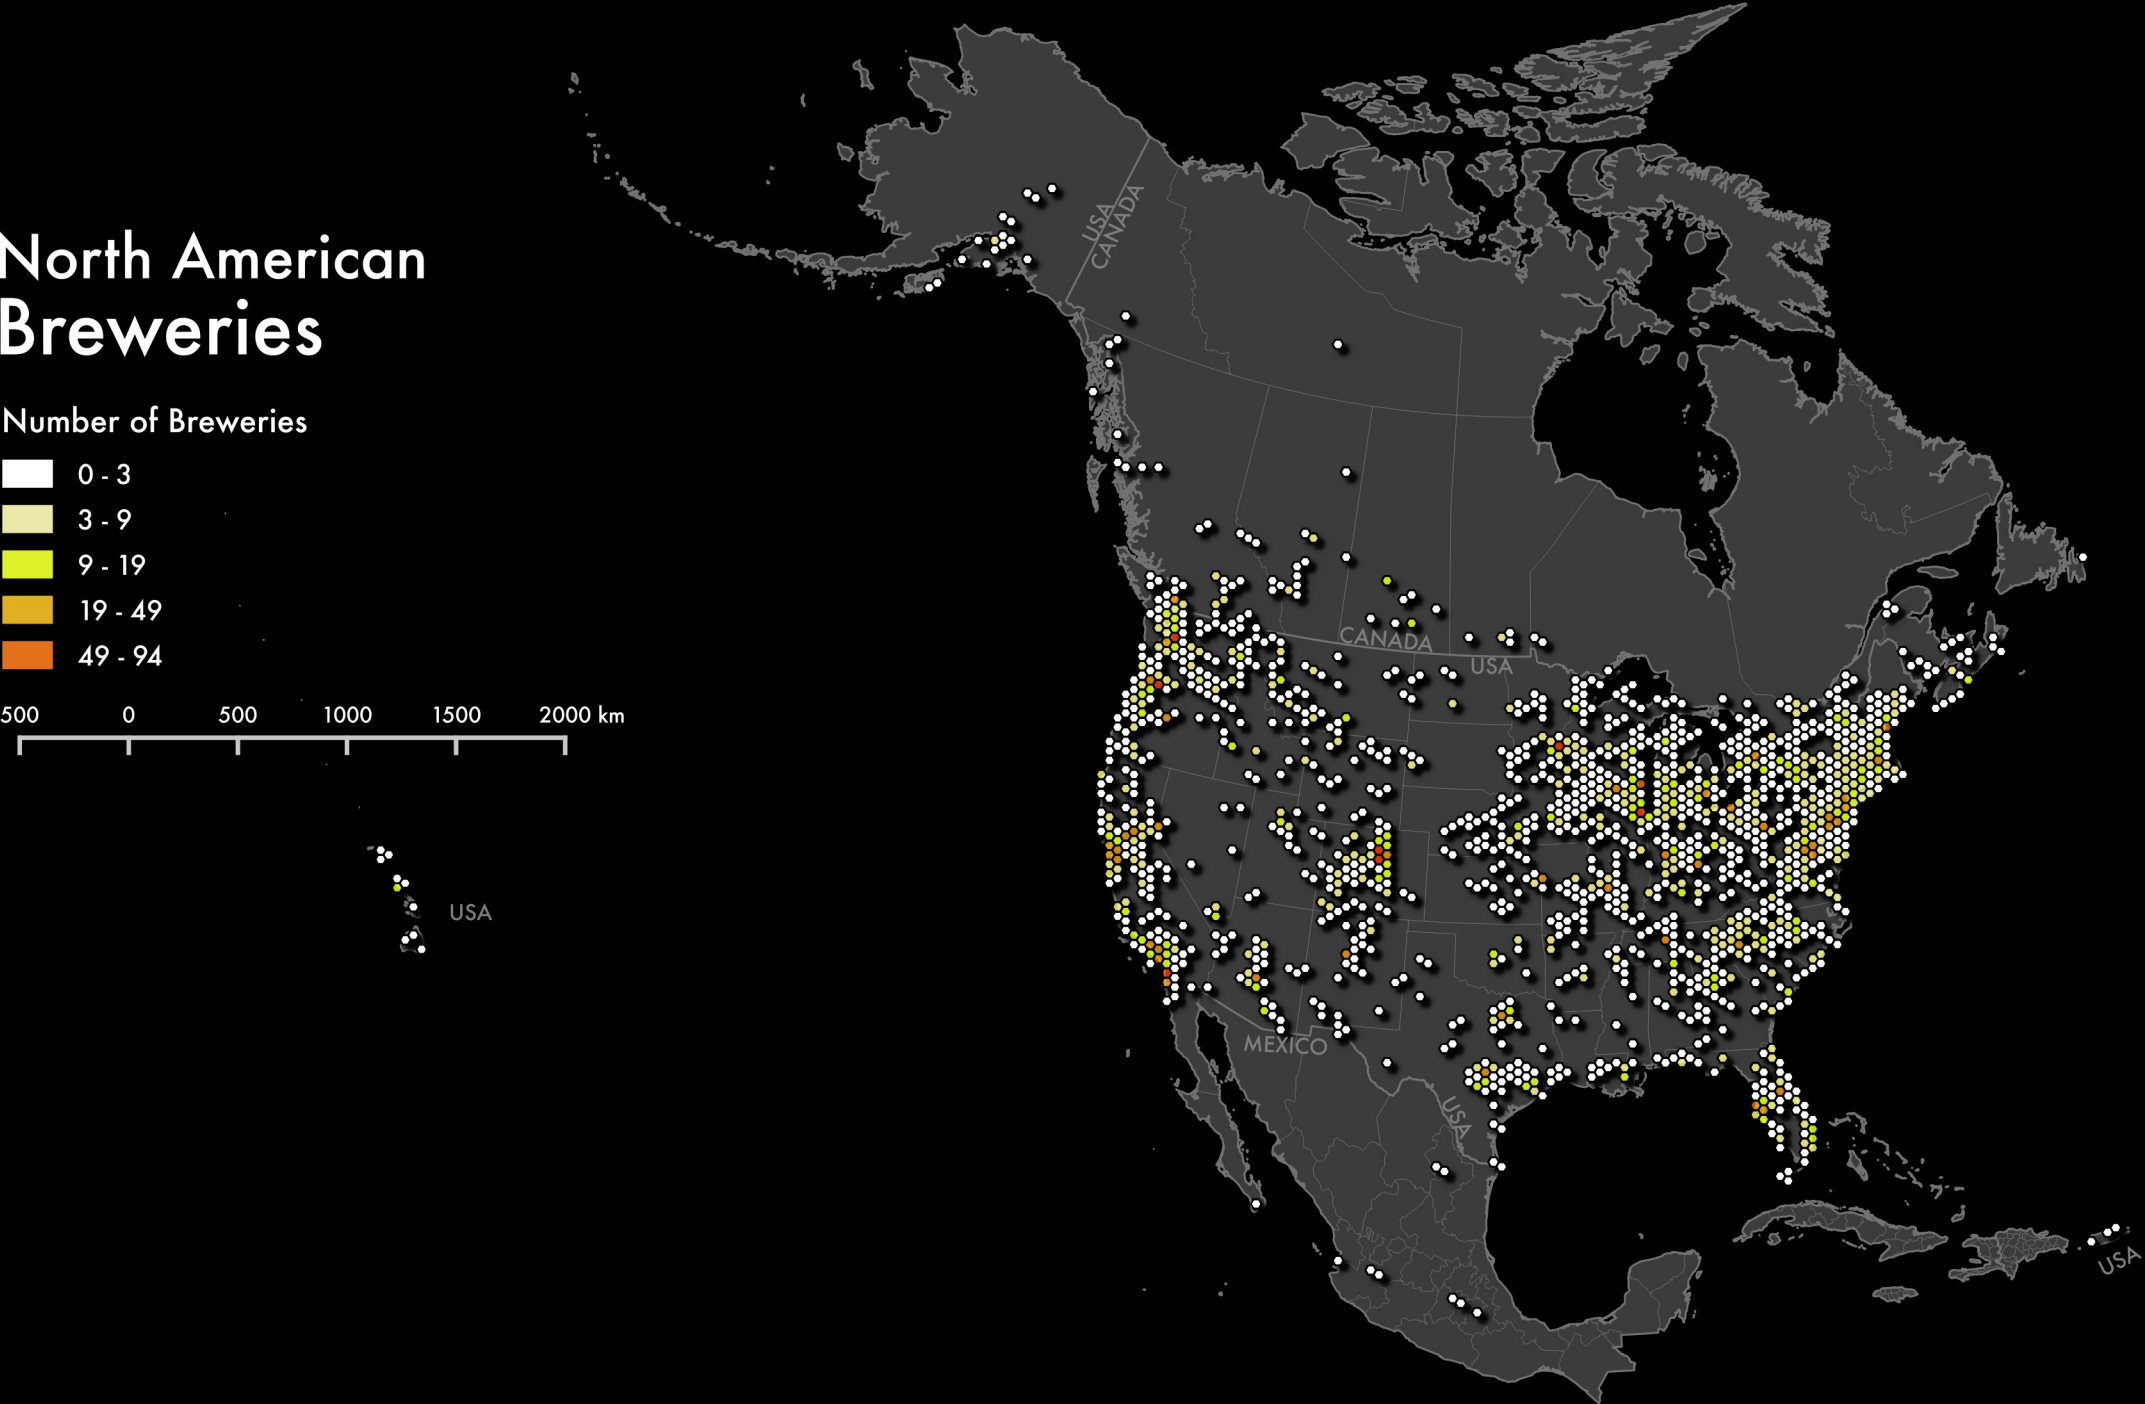 North American
Breweries
Number of Breweries
0 - 3
3 - 9
9 - 19
19 - 49
49 - 94
500 0 500 1000 1500 2000 km
USA
CANADA
CANADA
USA
USA
MEXICO
USA
USA